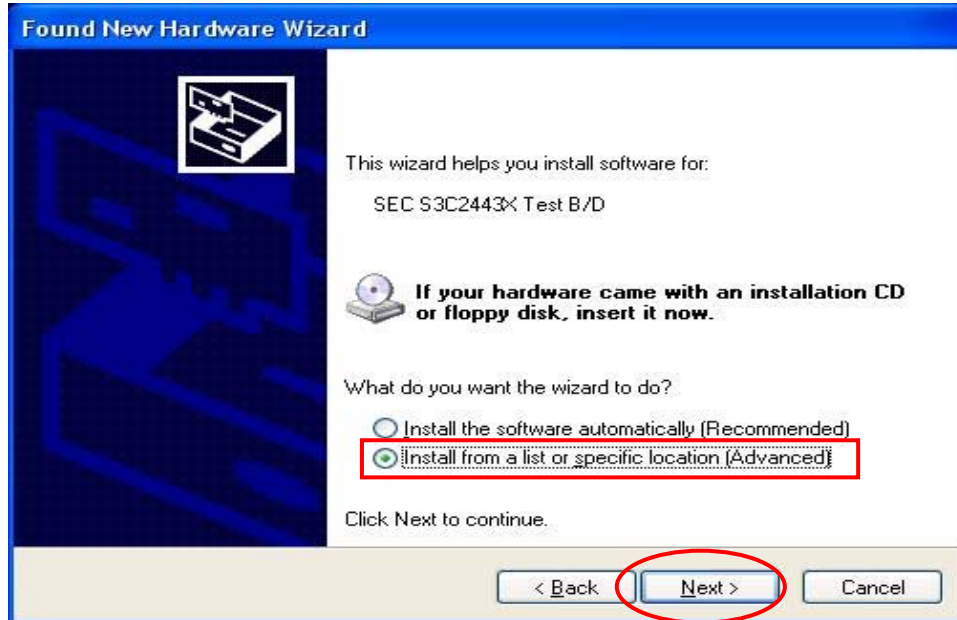 Found New Hardware Wizard
This wizard helps you install software for:
SEC S3C2443X Test B/D
If your hardware came with an installation CD
or floppy disk, insert it now.
What do you want the wizard to do?
Install the software automatically (Recommended)
Install from a list or specific location (Advanced)
Click Next to continue.
< Back Next > Cancel